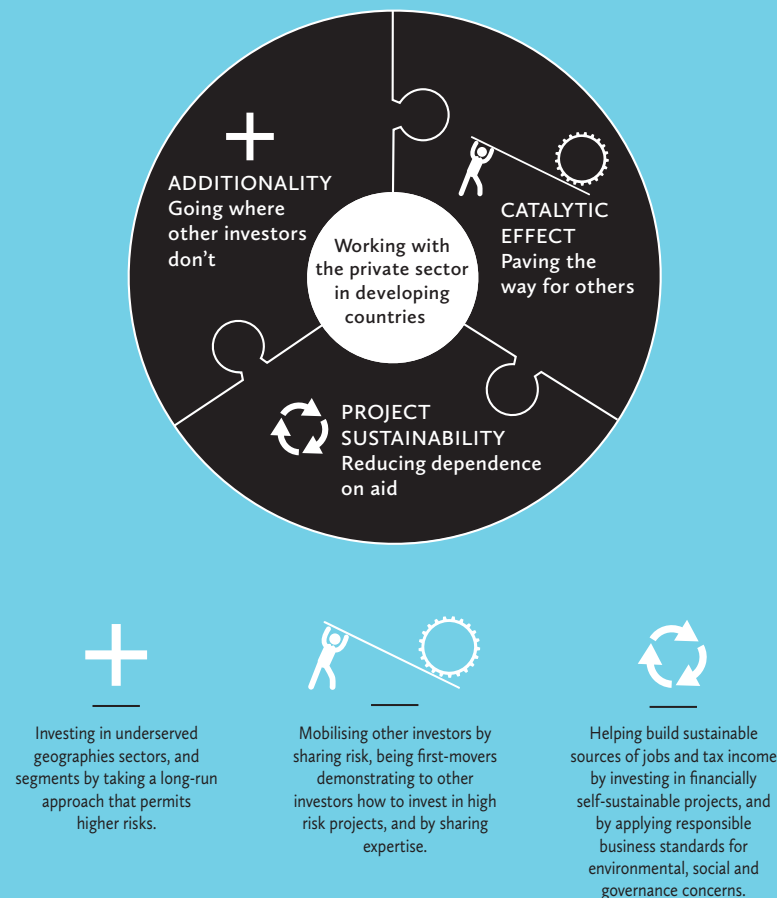 ADDITIONALITY
Going where
other investors
don't
CATALYTIC
EFFECT
Paving the
way for others
Working with
the private sector
in developing
countries
PROJECT
SUSTAINABILITY
Reducing dependence
on aid
Investing in underserved
geographies sectors, and
segments by taking a long-run
approach that permits
higher risks.
Mobilising other investors by
sharing risk, being first-movers
demonstrating to other
investors how to invest in high
risk projects, and by sharing
expertise.
Helping build sustainable
sources of jobs and tax income
by investing in financially
self-sustainable projects, and
by applying responsible
business standards for
environmental, social and
governance concerns.